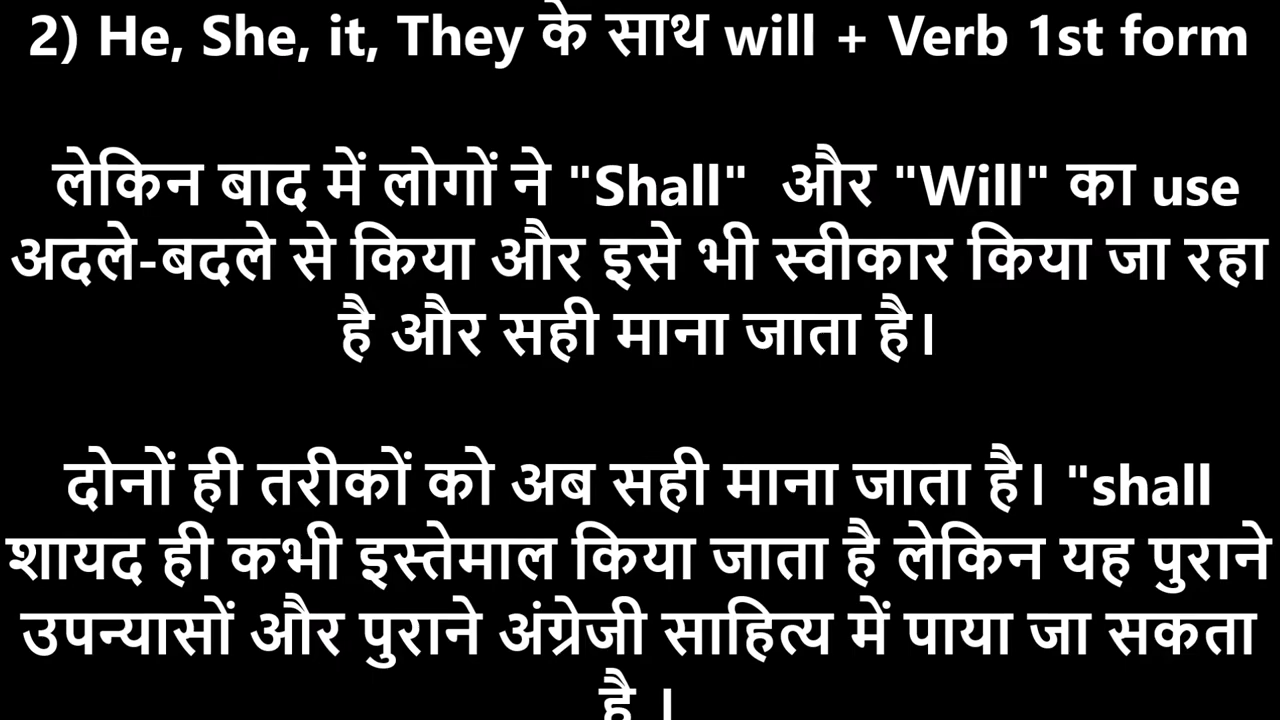 2) He, She, it, They के साथ will + Verb 1st form
लेकिन बाद में लोगों ने "Shall" और "Will" का use
अदले-बदले से किया और इसे भी स्वीकार किया जा रहा
है और सही माना जाता है।
दोनों ही तरीकों को अब सही माना जाता है। "shall
शायद ही कभी इस्तेमाल किया जाता है लेकिन यह पुराने
उपन्यासों और पुराने अंग्रेजी साहित्य में पाया जा सकता
है ।